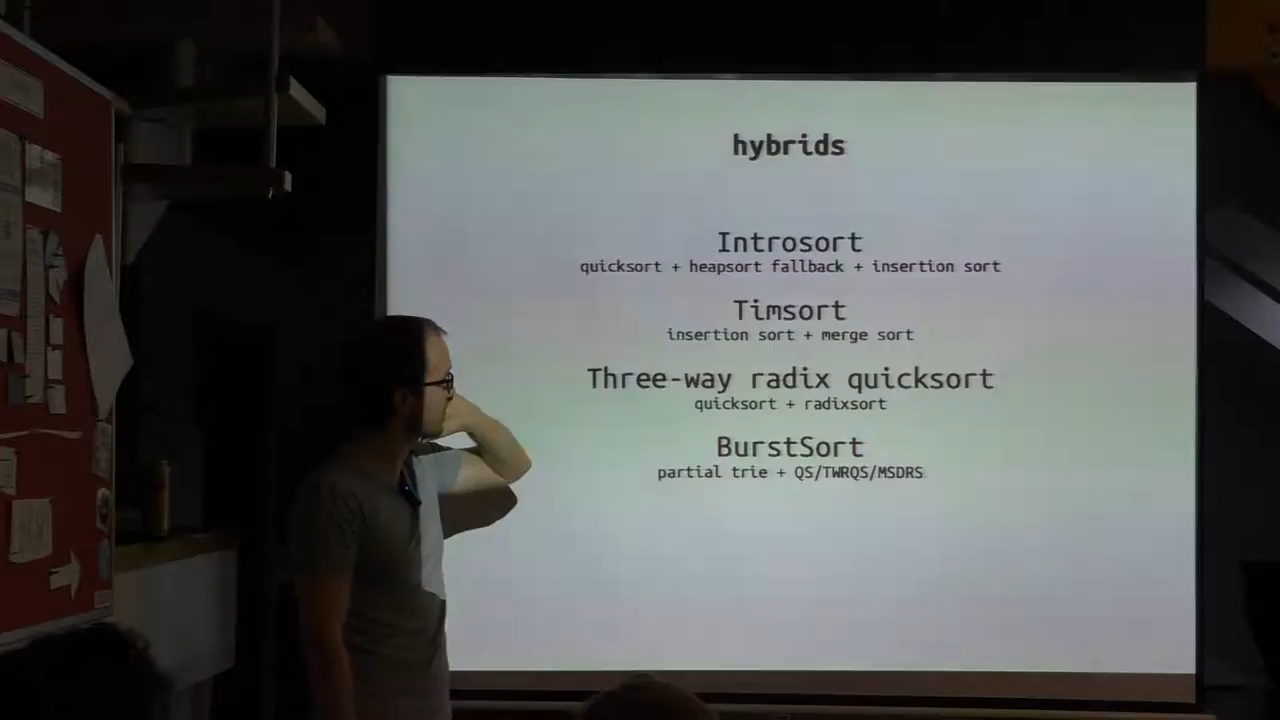 hybrids
Introsort
quicksort + heapsort fallback + insertion sort
Timsort
insertion sort + merge sort
Three-way radix quicksort
quicksort + radixsort
BurstSort
partial trie + QS/TWRQS/MSDRS